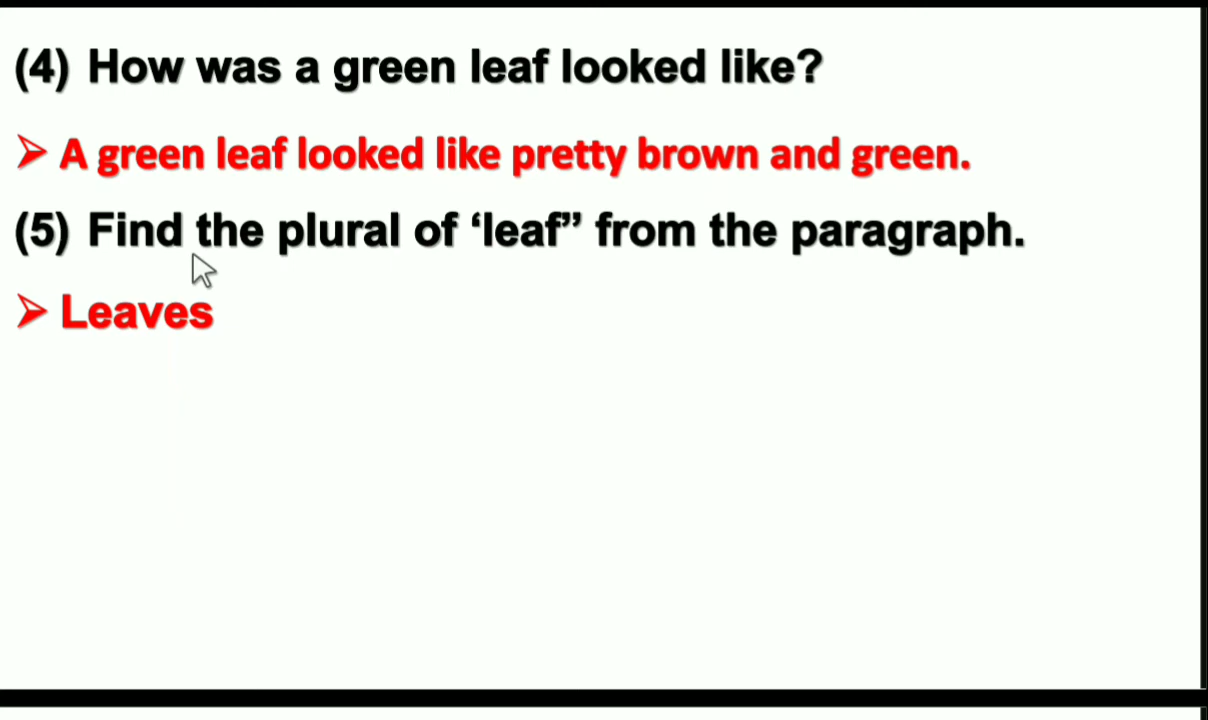 (4) How was a green leaf looked like?
➢ A green leaf looked like pretty brown and green.
(5) Find the plural of ‘leaf” from the paragraph.
➢ Leaves